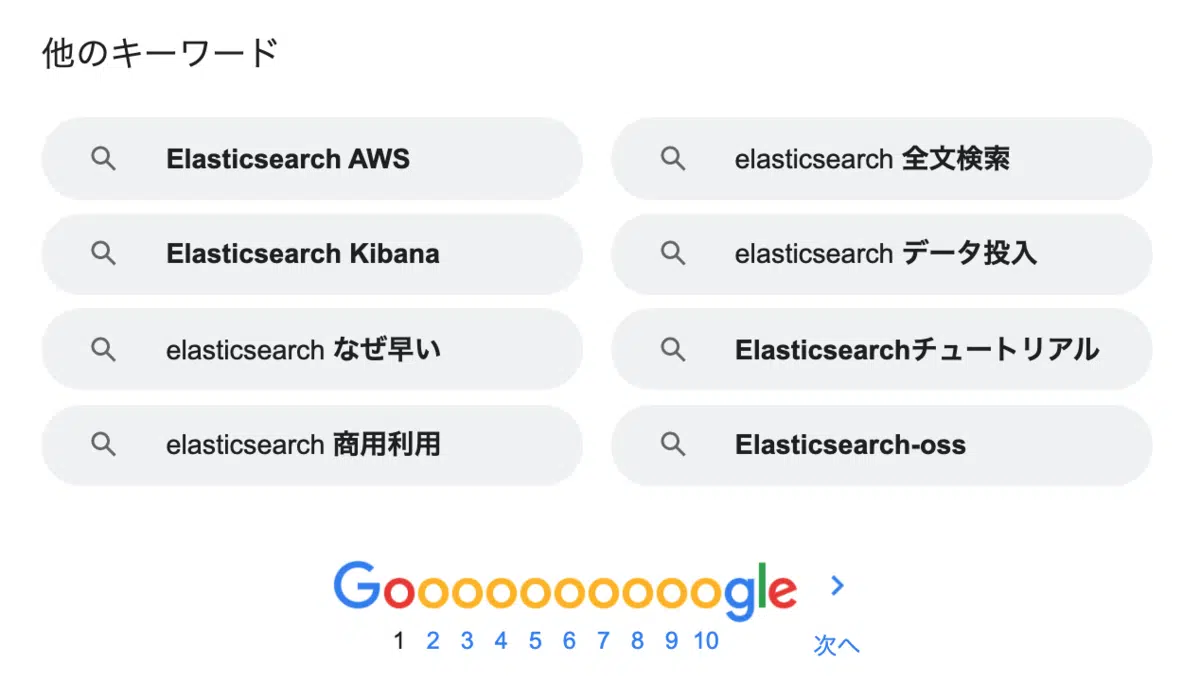 他のキーワード
Elasticsearch AWS
elasticsearch 全文検索
Elasticsearch Kibana
elasticsearch データ投入
elasticsearch なぜ早い
Elasticsearchチュートリアル
elasticsearch 商用利用
Elasticsearch-oss
Goooooooooogle
1 2 3 4 5 6 7 8 9 10 次へ